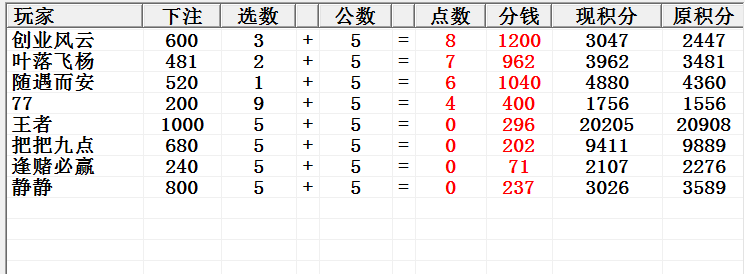 玩家 下注 选数 公数 点数 分钱 现积分 原积分
创业风云 600 3 + 5 = 8 1200 3047 2447
叶落飞杨 481 2 + 5 = 7 962 3962 3481
随遇而安 520 1 + 5 = 6 1040 4880 4360
77 200 9 + 5 = 4 400 1756 1556
王者 1000 5 + 5 = 0 296 20205 20908
把把九点 680 5 + 5 = 0 202 9411 9889
逢赌必赢 240 5 + 5 = 0 71 2107 2276
静静 800 5 + 5 = 0 237 3026 3589